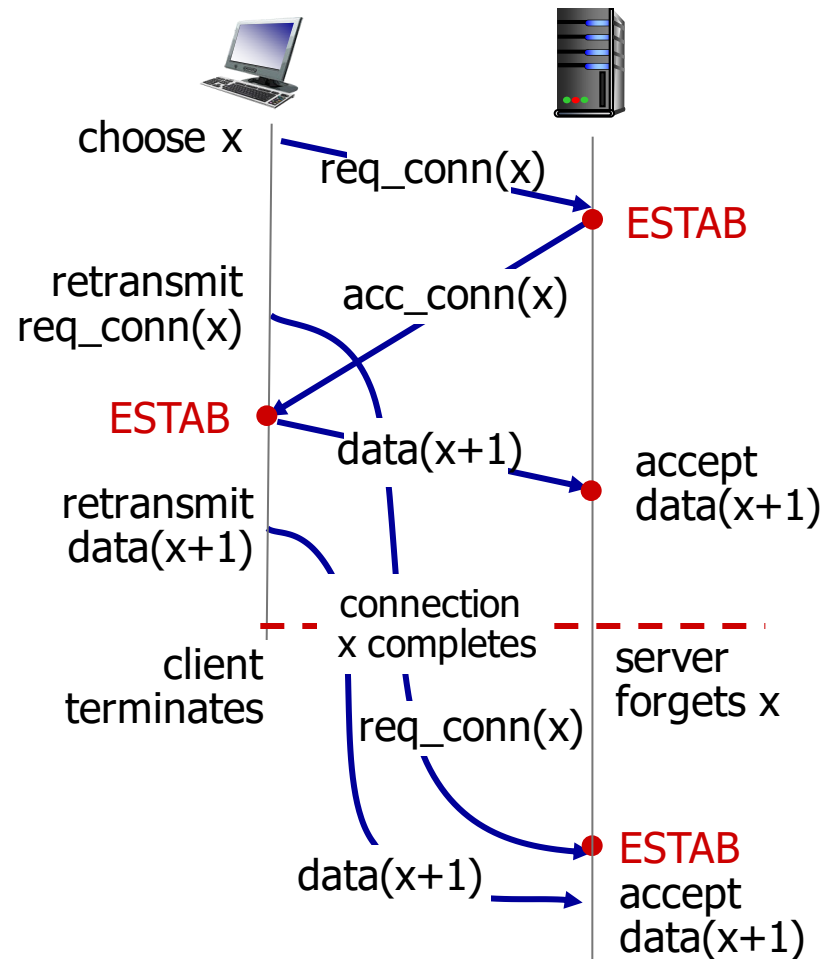 choose x
req_conn(x)
ESTAB
retransmit
req_conn(x)
acc_conn(x)
ESTAB
data(x+1)
accept
data(x+1)
retransmit
data(x+1)
connection
x completes
client
terminates
server
forgets x
req_conn(x)
ESTAB
data(x+1)
accept
data(x+1)